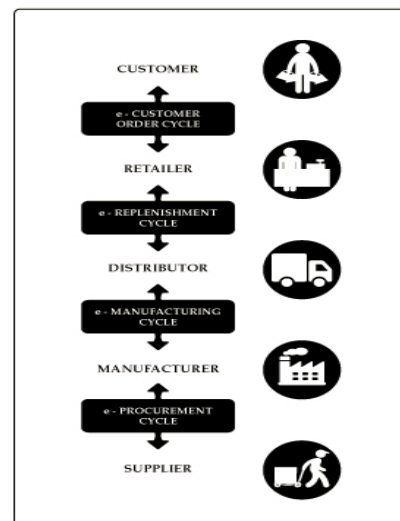 CUSTOMER
e - CUSTOMER
ORDER CYCLE
RETAILER
e - REPLENISHMENT
CYCLE
DISTRIBUTOR
e - MANUFACTURING
CYCLE
MANUFACTURER
e - PROCUREMENT
CYCLE
SUPPLIER